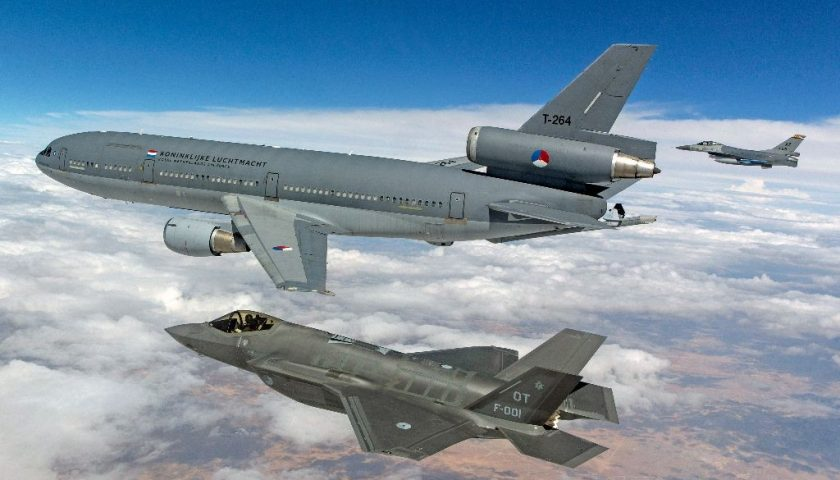 KONINKLIJKE LUCHTMACHT
T-264
OT
F-001